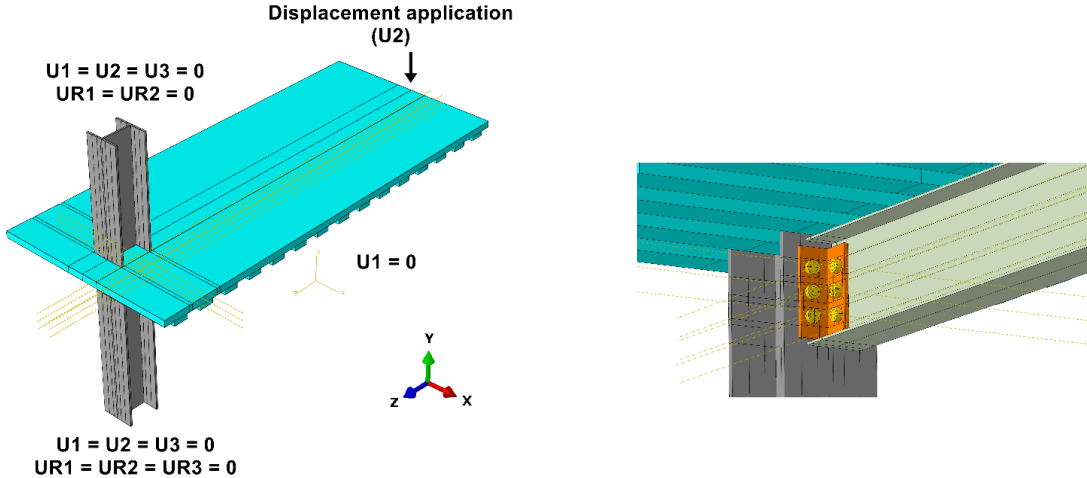 Displacement application
(U2)
U1 = U2 = U3 = 0
UR1 = UR2 = 0
U1 = 0
Y
Z
X
U1 = U2 = U3 = 0
UR1 = UR2 = UR3 = 0